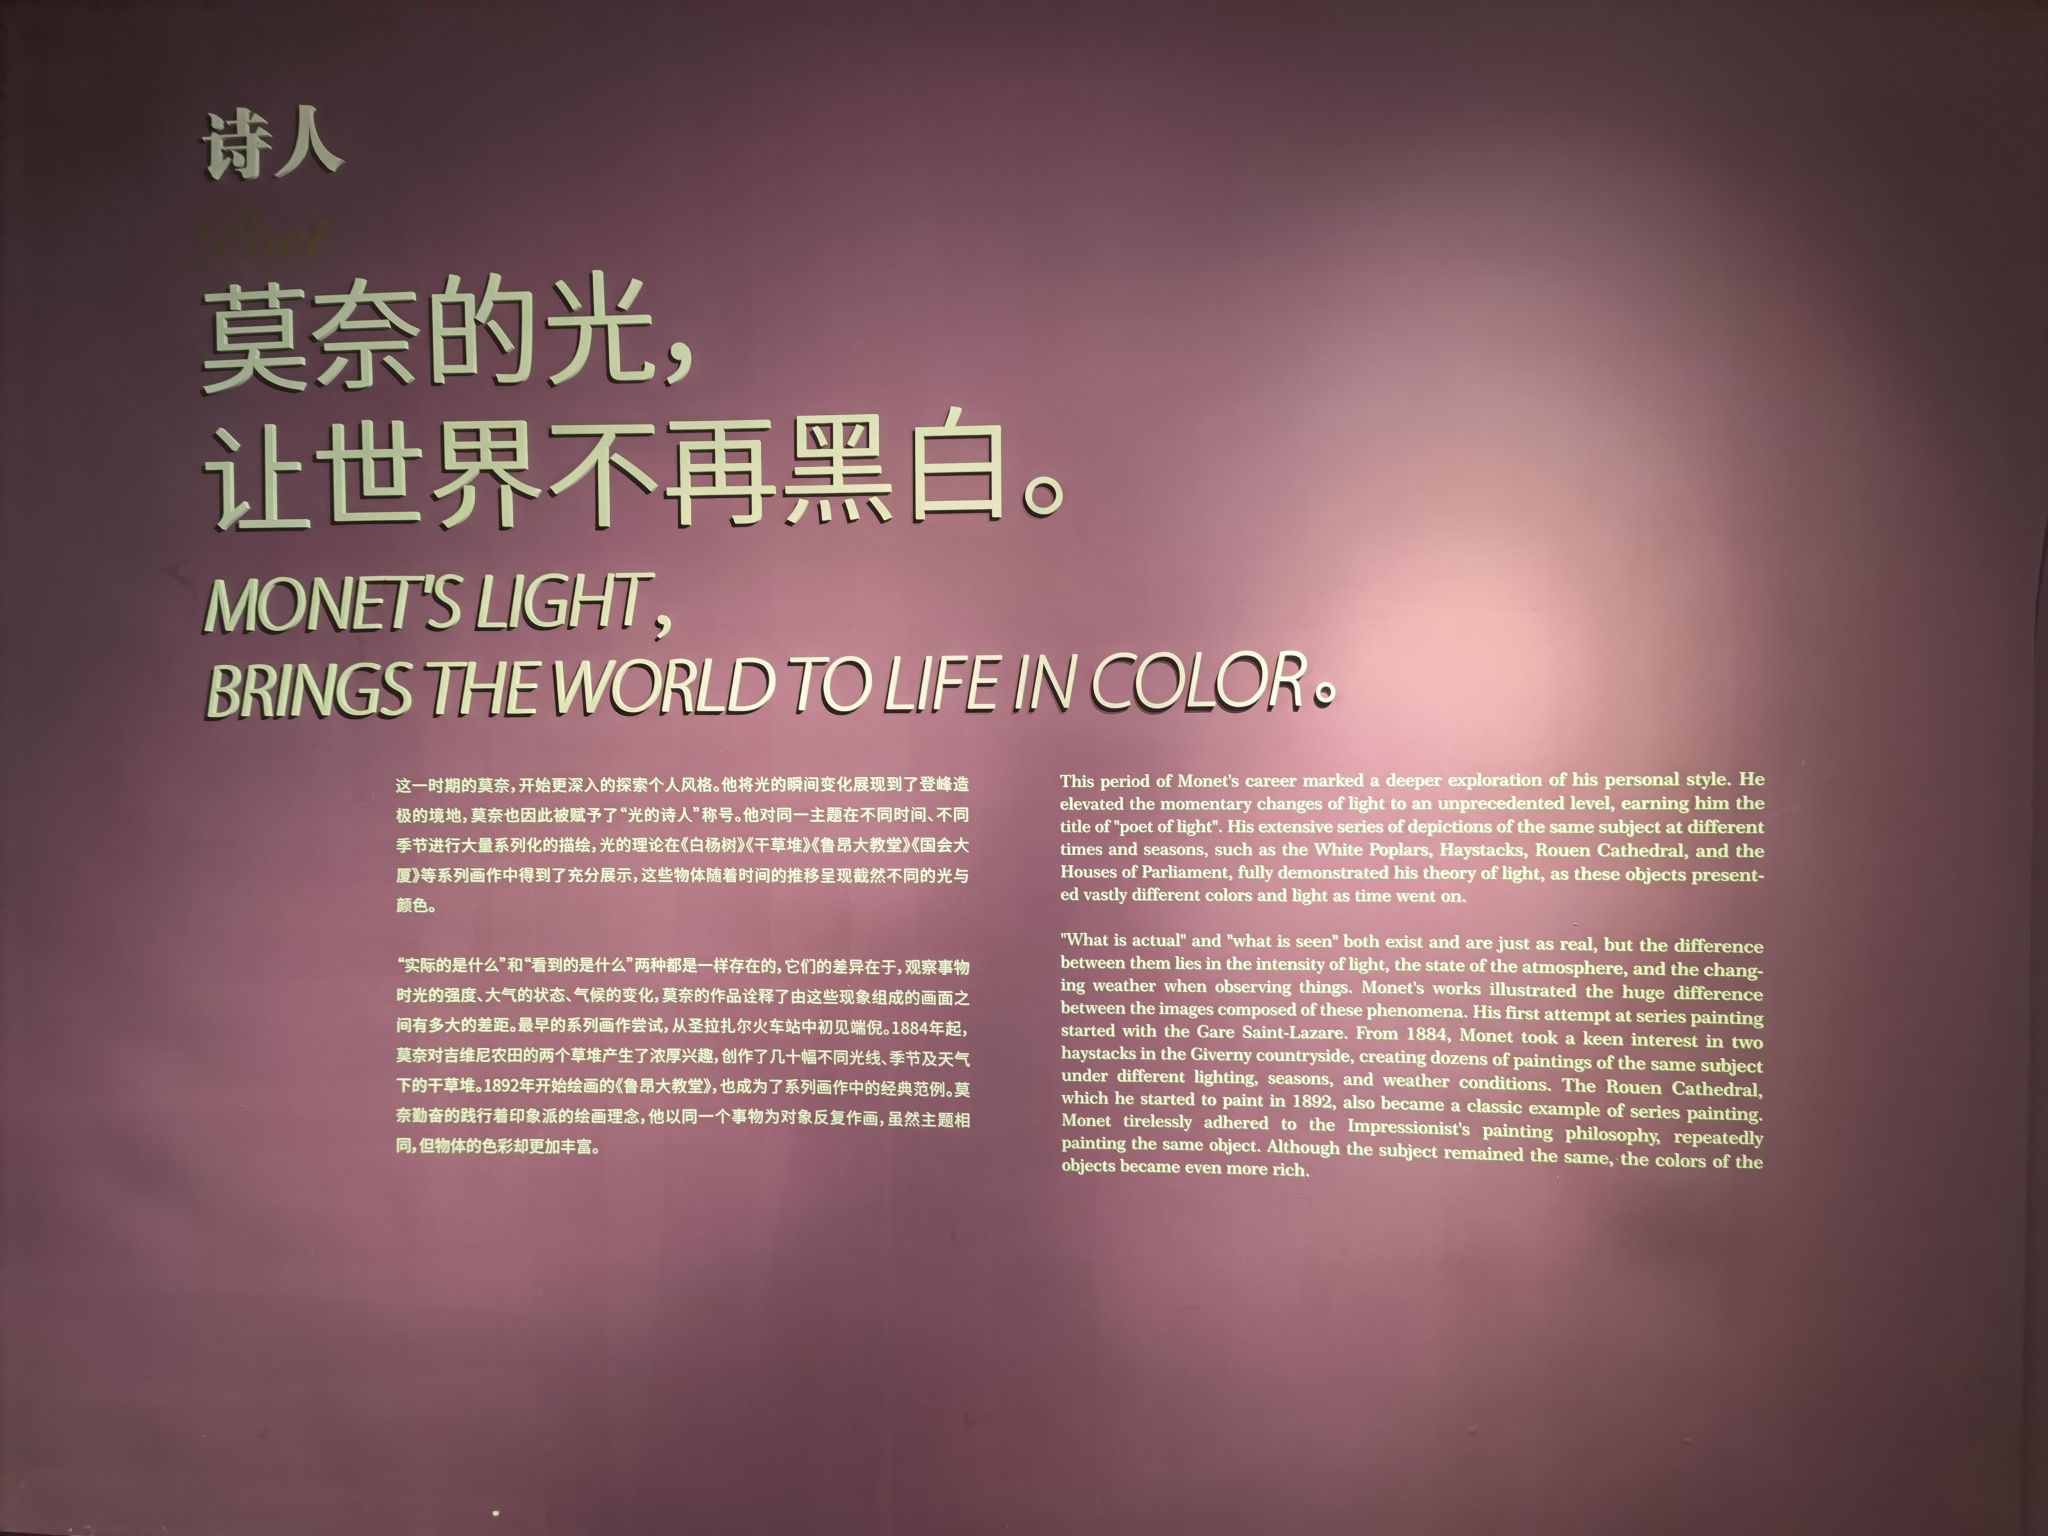 诗人
Poet
莫奈的光，
让世界不再黑白。
MONET'S LIGHT,
BRINGS THE WORLD TO LIFE IN COLOR。
这一时期的莫奈，开始更深入的探索个人风格。他将光的瞬间变化展现到了登峰造
极的境地，莫奈也因此被赋予了“光的诗人”称号。他对同一主题在不同时间、不同
季节进行大量系列化的描绘，光的理论在《白杨树》《干草堆》《鲁昂大教堂》《国会大
厦》等系列画作中得到了充分展示，这些物体随着时间的推移呈现截然不同的光与
颜色。
“实际的是什么”和“看到的是什么”两种都是一样存在的，它们的差异在于，观察事物
时光的强度、大气的状态、气候的变化，莫奈的作品诠释了由这些现象组成的画面之
间有多大的差距。最早的系列画作尝试，从圣拉扎尔火车站中初见端倪。1884年起，
莫奈对吉维尼农田的两个草堆产生了浓厚兴趣，创作了几十幅不同光线、季节及天气
下的干草堆。1892年开始绘画的《鲁昂大教堂》，也成为了系列画作中的经典范例。莫
奈勤奋的践行着印象派的绘画理念，他以同一个事物为对象反复作画，虽然主题相
同，但物体的色彩却更加丰富。
This period of Monet's career marked a deeper exploration of his personal style. He
elevated the momentary changes of light to an unprecedented level, earning him the
title of "poet of light". His extensive series of depictions of the same subject at different
times and seasons, such as the White Poplars, Haystacks, Rouen Cathedral, and the
Houses of Parliament, fully demonstrated his theory of light, as these objects present-
ed vastly different colors and light as time went on.
"What is actual" and "what is seen" both exist and are just as real, but the difference
between them lies in the intensity of light, the state of the atmosphere, and the chang-
ing weather when observing things. Monet's works illustrated the huge difference
between the images composed of these phenomena. His first attempt at series painting
started with the Gare Saint-Lazare. From 1884, Monet took a keen interest in two
haystacks in the Giverny countryside, creating dozens of paintings of the same subject
under different lighting, seasons, and weather conditions. The Rouen Cathedral,
which he started to paint in 1892, also became a classic example of series painting.
Monet tirelessly adhered to the Impressionist's painting philosophy, repeatedly
painting the same object. Although the subject remained the same, the colors of the
objects became even more rich.